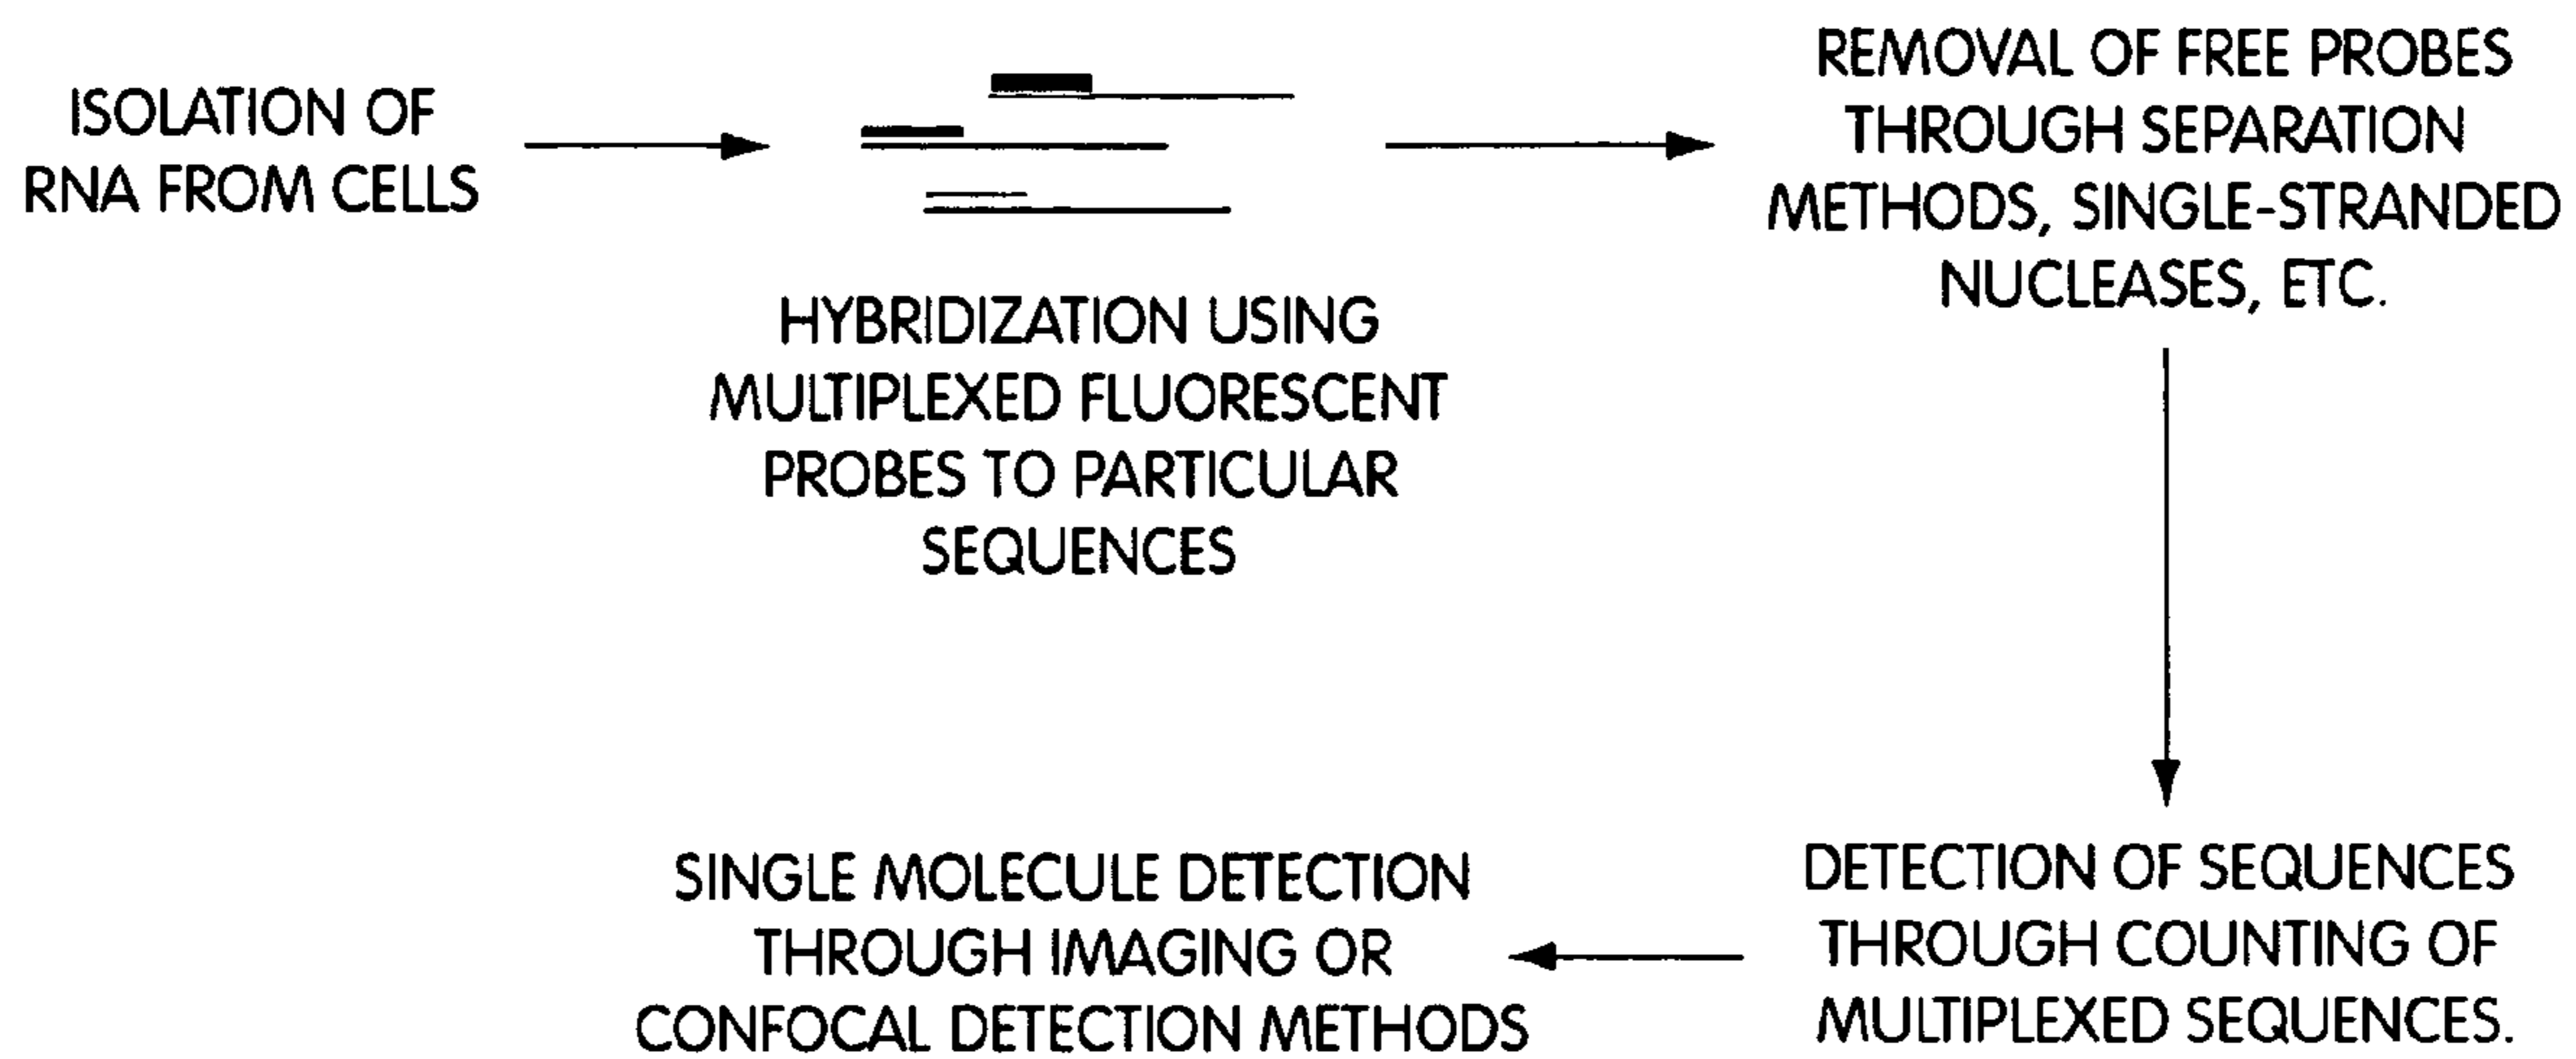 ISOLATION OF
RNA FROM CELLS
HYBRIDIZATION USING
MULTIPLEXED FLUORESCENT
PROBES TO PARTICULAR
SEQUENCES
REMOVAL OF FREE PROBES
THROUGH SEPARATION
METHODS, SINGLE-STRANDED
NUCLEASES, ETC.
DETECTION OF SEQUENCES
THROUGH COUNTING OF
MULTIPLEXED SEQUENCES.
SINGLE MOLECULE DETECTION
THROUGH IMAGING OR
CONFOCAL DETECTION METHODS